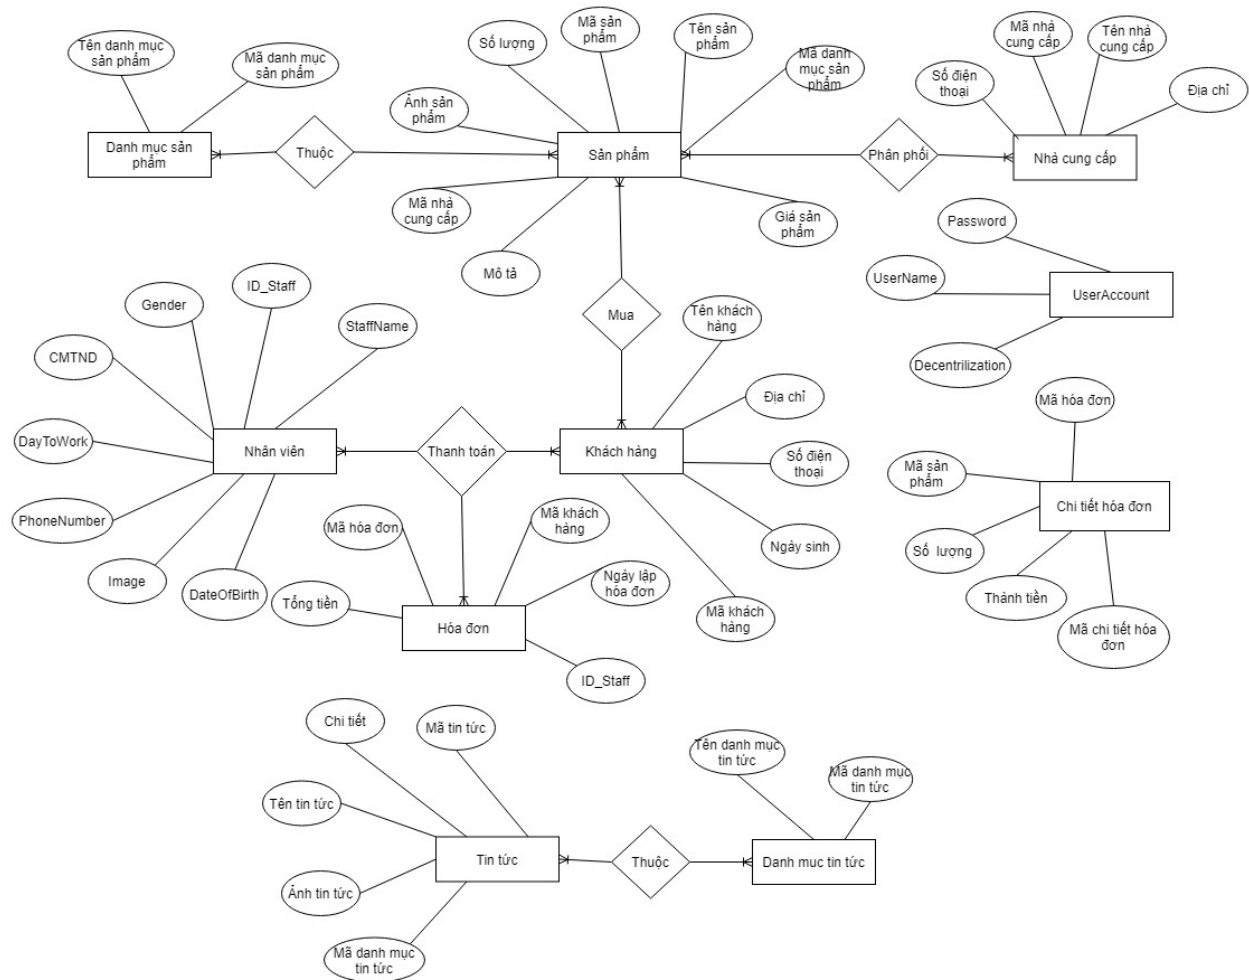 Tên danh mục
sản phẩm
Mã danh mục
sản phẩm
Số lượng
Mã sản
phẩm
Tên sản
phẩm
Mã danh
mục sản
phẩm
Ảnh sản
phẩm
Số điện
thoại
Mã nhà
cung cấp
Tên nhà
cung cấp
Địa chỉ
Danh mục sản
phẩm
Thuộc
Sản phẩm
Phân phối
Nhà cung cấp
Mã nhà
cung cấp
Mô tả
Giá sản
phẩm
Password
UserName
UserAccount
Decentrilization
Mua
Gender
ID_Staff
StaffName
CMTND
DayToWork
PhoneNumber
Image
DateOfBirth
Nhân viên
Thanh toán
Khách hàng
Tên khách
hàng
Địa chỉ
Số điện
thoại
Ngày sinh
Mã khách
hàng
Mã hóa đơn
Mã khách
hàng
Tổng tiền
Ngày lập
hóa đơn
Hóa đơn
ID_Staff
Mã hóa đơn
Mã sản
phẩm
Chi tiết hóa đơn
Số lượng
Thành tiền
Mã chi tiết hóa
đơn
Chi tiết
Mã tin tức
Tên tin tức
Ảnh tin tức
Mã danh mục
tin tức
Tin tức
Thuộc
Tên danh mục
tin tức
Mã danh mục
tin tức
Danh muc tin tức